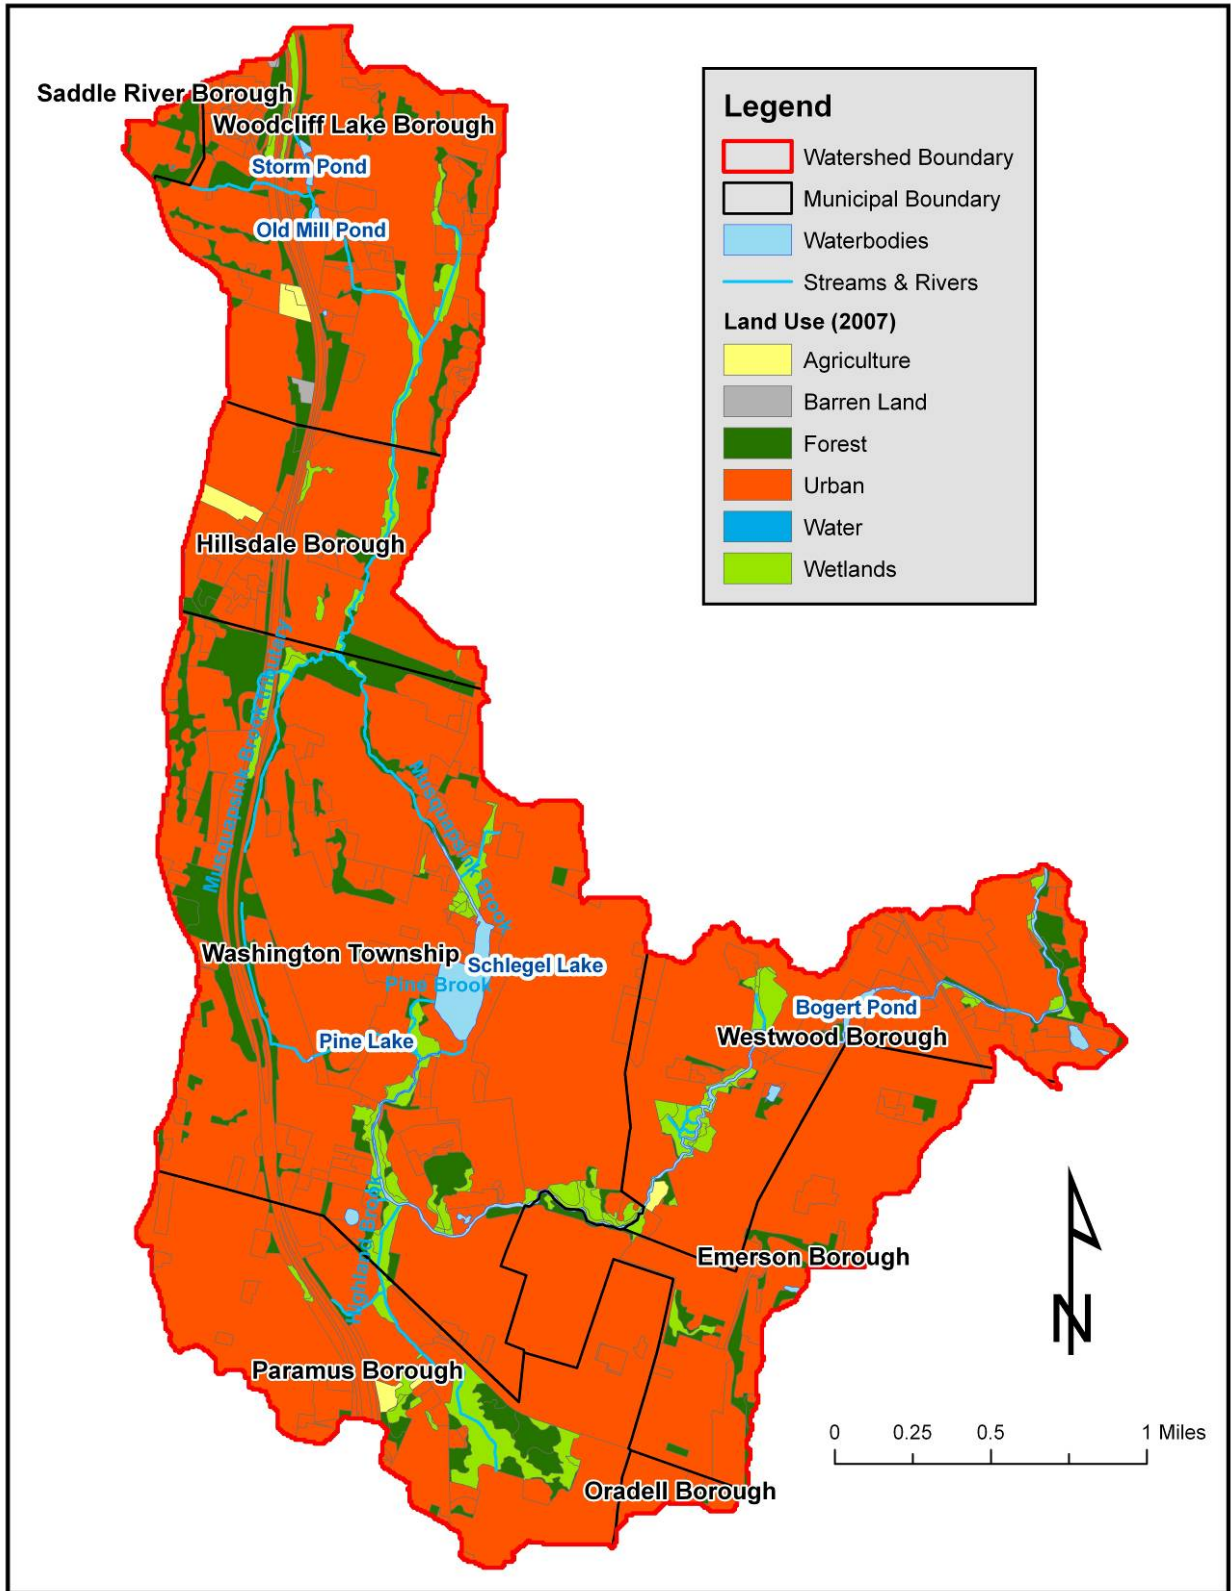 Saddle River Borough
Woodcliff Lake Borough
Storm Pond
Old Mill Pond
Hillsdale Borough
Musquapsink Brook tributary
Musquapsink Brook
Washington Township
Schlegel Lake
Pine Brook
Pine Lake
Bogert Pond
Westwood Borough
Highland Brook
Emerson Borough
Paramus Borough
Oradell Borough
Legend
Watershed Boundary
Municipal Boundary
Waterbodies
Streams & Rivers
Land Use (2007)
Agriculture
Barren Land
Forest
Urban
Water
Wetlands
N
0 0.25 0.5 1 Miles